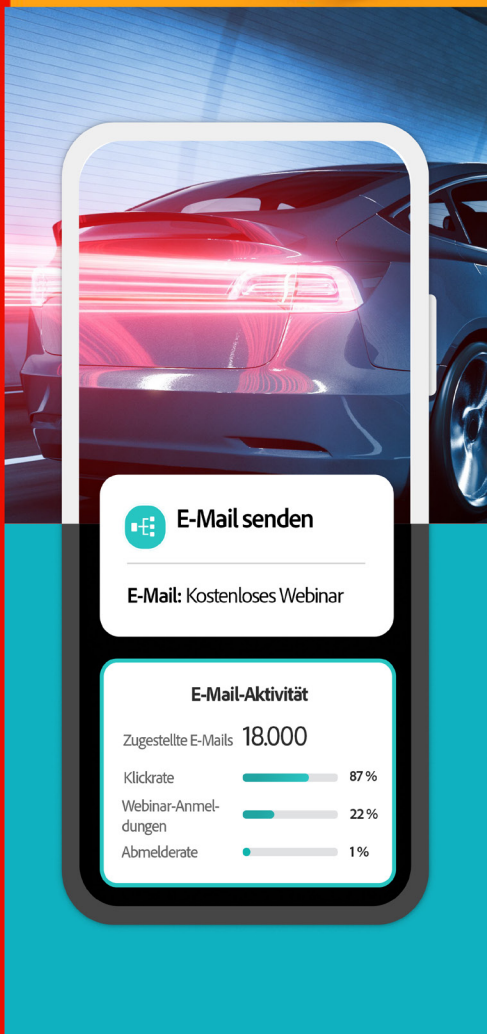 E-Mail senden
E-Mail: Kostenloses Webinar
E-Mail-Aktivität
Zugestellte E-Mails 18.000
Klickrate 87 %
Webinar-Anmel-
dungen 22 %
Abmelderate 1 %